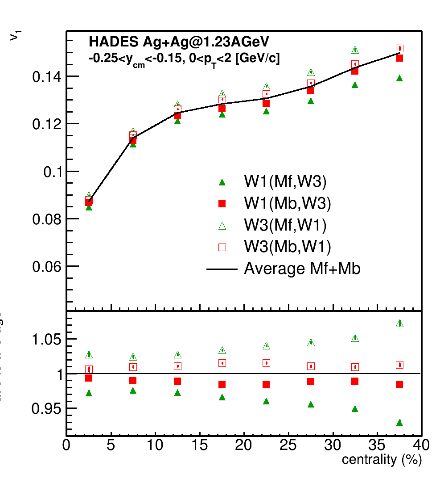 v1
HADES Ag+Ag@1.23AGeV
-0.25<ycm<-0.15, 0<pT<2 [GeV/c]
0.14
0.12
0.1
0.08
0.06
W1(Mf,W3)
W1(Mb,W3)
W3(Mf,W1)
W3(Mb,W1)
Average Mf+Mb
1.05
1
0.95
0 5 10 15 20 25 30 35 40
centrality (%)